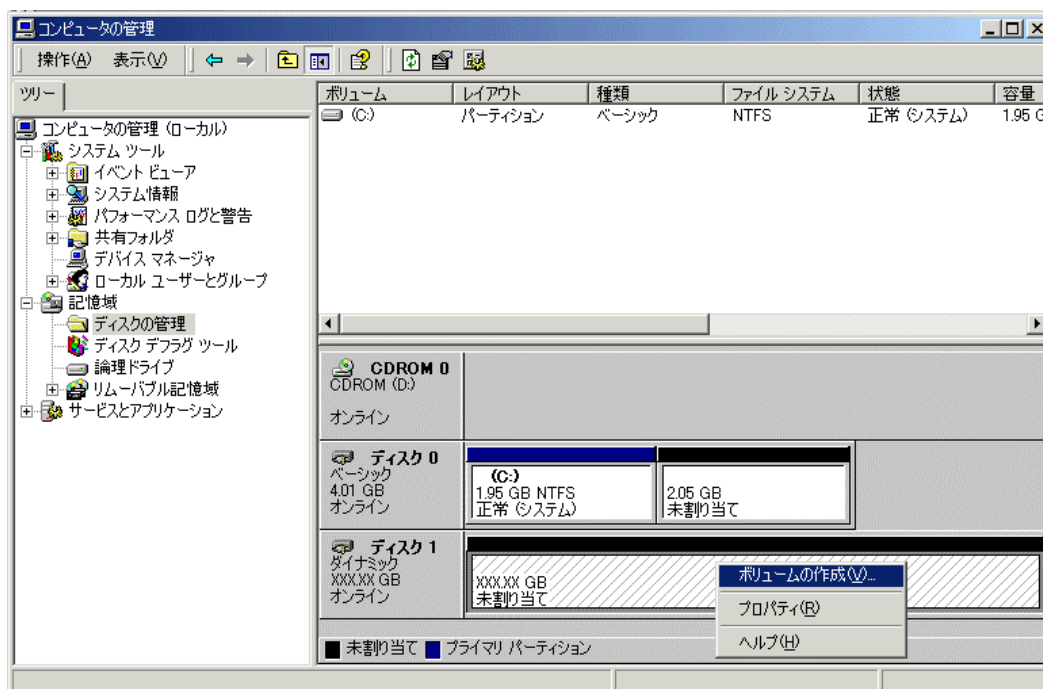 コンピュータの管理
操作(A) 表示(V)
ツリー
コンピュータの管理 (ローカル)
システム ツール
イベント ビューア
システム情報
パフォーマンス ログと警告
共有フォルダ
デバイス マネージャ
ローカル ユーザーとグループ
記憶域
ディスクの管理
ディスク デフラグ ツール
論理ドライブ
リムーバブル記憶域
サービスとアプリケーション
ボリューム レイアウト 種類 ファイル システム 状態 容量
(C:) パーティション ベーシック NTFS 正常 (システム) 1.95 G
CDROM 0
CDROM (D:)
オンライン
ディスク 0
ベーシック
4.01 GB
オンライン
(C:)
1.95 GB NTFS
正常 (システム)
2.05 GB
未割り当て
ディスク 1
ダイナミック
XXX.XX GB
オンライン
XXX.XX GB
未割り当て
ボリュームの作成(V)...
プロパティ(R)
ヘルプ(H)
未割り当て プライマリ パーティション